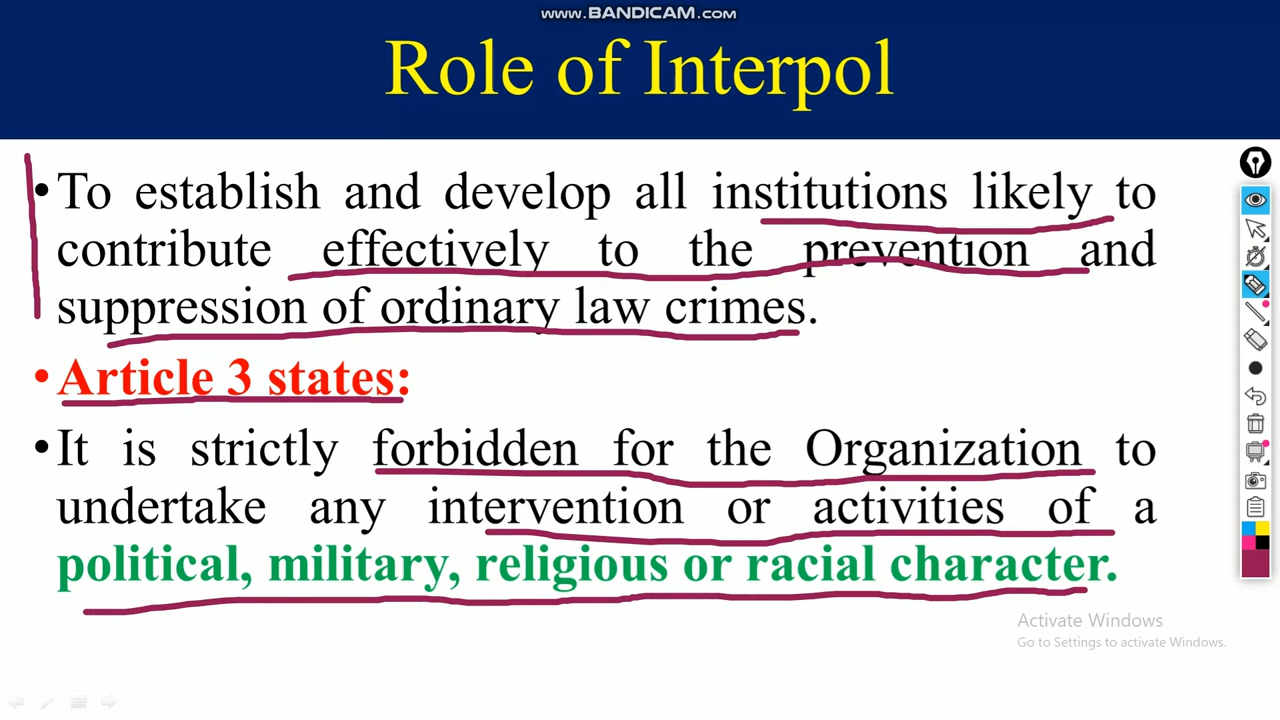 www.BANDICAM.com
Role of Interpol
• To establish and develop all institutions likely to
contribute effectively to the prevention and
suppression of ordinary law crimes.
• Article 3 states:
• It is strictly forbidden for the Organization to
undertake any intervention or activities of a
political, military, religious or racial character.
Activate Windows
Go to Settings to activate Windows.